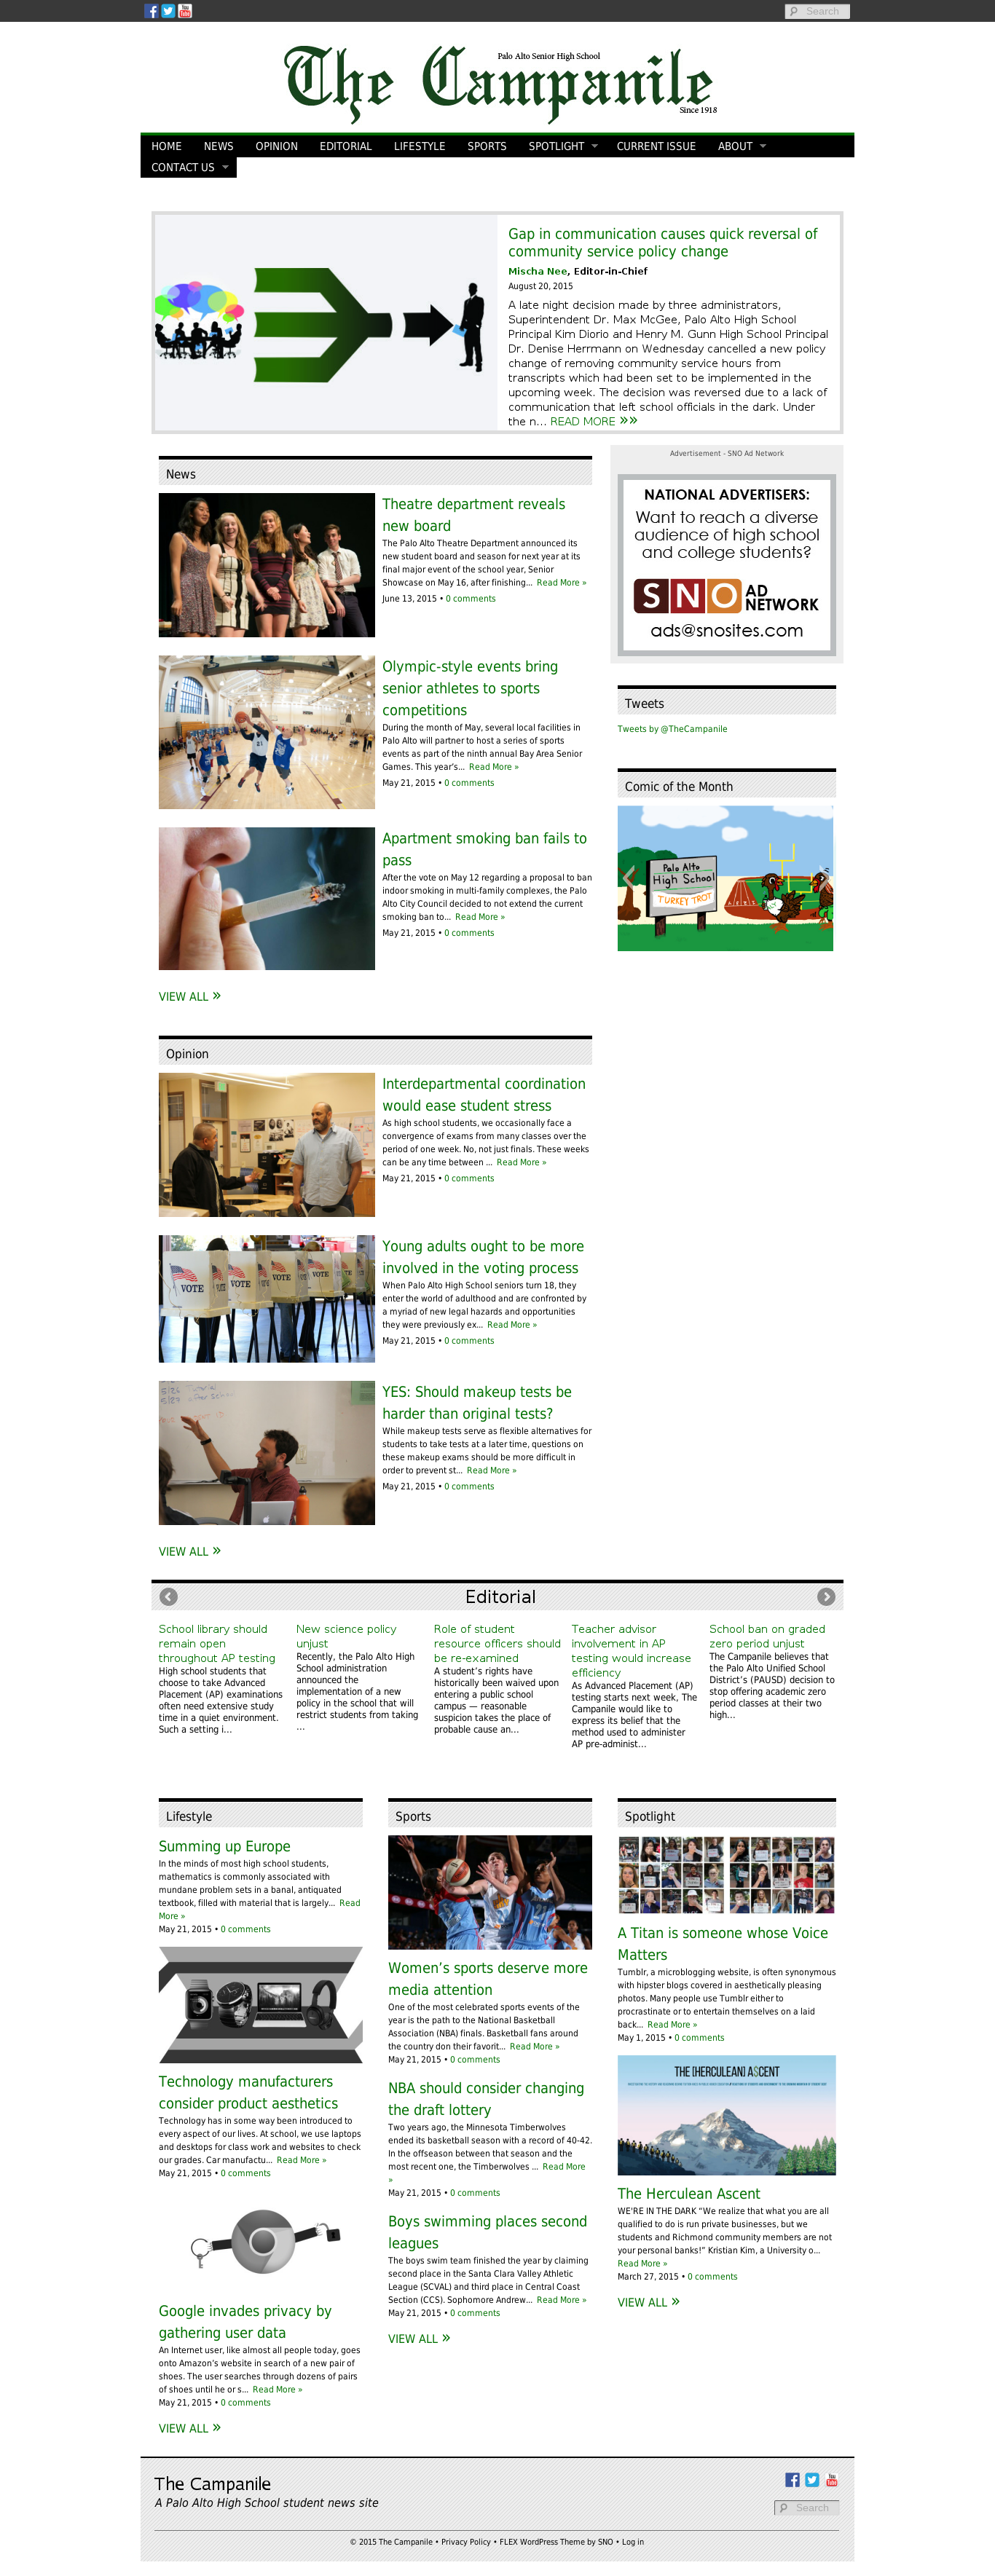 Search
Palo Alto Senior High School
The Campanile
Since 1918
HOME NEWS OPINION EDITORIAL LIFESTYLE SPORTS SPOTLIGHT CURRENT ISSUE ABOUT
CONTACT US
Gap in communication causes quick reversal of
community service policy change
Mischa Nee, Editor-in-Chief
August 20, 2015
A late night decision made by three administrators,
Superintendent Dr. Max McGee, Palo Alto High School
Principal Kim Diorio and Henry M. Gunn High School Principal
Dr. Denise Herrmann on Wednesday cancelled a new policy
change of removing community service hours from
transcripts which had been set to be implemented in the
upcoming week. The decision was reversed due to a lack of
communication that left school officials in the dark. Under
the n... READ MORE »»
News
Theatre department reveals
new board
The Palo Alto Theatre Department announced its
new student board and season for next year at its
final major event of the school year, Senior
Showcase on May 16, after finishing... Read More »
June 13, 2015 • 0 comments
Olympic-style events bring
senior athletes to sports
competitions
During the month of May, several local facilities in
Palo Alto will partner to host a series of sports
events as part of the ninth annual Bay Area Senior
Games. This year's... Read More »
May 21, 2015 • 0 comments
Apartment smoking ban fails to
pass
After the vote on May 12 regarding a proposal to ban
indoor smoking in multi-family complexes, the Palo
Alto City Council decided to not extend the current
smoking ban to... Read More »
May 21, 2015 • 0 comments
VIEW ALL »
Advertisement - SNO Ad Network
NATIONAL ADVERTISERS:
Want to reach a diverse
audience of high school
and college students?
SNO AD NETWORK
ads@snosites.com
Tweets
Tweets by @TheCampanile
Comic of the Month
Palo Alto
High School
TURKEY TROT
Opinion
Interdepartmental coordination
would ease student stress
As high school students, we occasionally face a
convergence of exams from many classes over the
period of one week. No, not just finals. These weeks
can be any time between ... Read More »
May 21, 2015 • 0 comments
VOTE VOTE VOTE VOTE VOTE
Young adults ought to be more
involved in the voting process
When Palo Alto High School seniors turn 18, they
enter the world of adulthood and are confronted by
a myriad of new legal hazards and opportunities
they were previously ex... Read More »
May 21, 2015 • 0 comments
YES: Should makeup tests be
harder than original tests?
While makeup tests serve as flexible alternatives for
students to take tests at a later time, questions on
these makeup exams should be more difficult in
order to prevent st... Read More »
May 21, 2015 • 0 comments
VIEW ALL »
Editorial
School library should
remain open
throughout AP testing
High school students that
choose to take Advanced
Placement (AP) examinations
often need extensive study
time in a quiet environment.
Such a setting i...
New science policy
unjust
Recently, the Palo Alto High
School administration
announced the
implementation of a new
policy in the school that will
restrict students from taking
...
Role of student
resource officers should
be re-examined
A student's rights have
historically been waived upon
entering a public school
campus — reasonable
suspicion takes the place of
probable cause an...
Teacher advisor
involvement in AP
testing would increase
efficiency
As Advanced Placement (AP)
testing starts next week, The
Campanile would like to
express its belief that the
method used to administer
AP pre-administ...
School ban on graded
zero period unjust
The Campanile believes that
the Palo Alto Unified School
District's (PAUSD) decision to
stop offering academic zero
period classes at their two
high...
Lifestyle
Summing up Europe
In the minds of most high school students,
mathematics is commonly associated with
mundane problem sets in a banal, antiquated
textbook, filled with material that is largely... Read
More »
May 21, 2015 • 0 comments
Technology manufacturers
consider product aesthetics
Technology has in some way been introduced to
every aspect of our lives. At school, we use laptops
and desktops for class work and websites to check
our grades. Car manufactu... Read More »
May 21, 2015 • 0 comments
Google invades privacy by
gathering user data
An Internet user, like almost all people today, goes
onto Amazon's website in search of a new pair of
shoes. The user searches through dozens of pairs
of shoes until he or s... Read More »
May 21, 2015 • 0 comments
VIEW ALL »
Sports
Women's sports deserve more
media attention
One of the most celebrated sports events of the
year is the path to the National Basketball
Association (NBA) finals. Basketball fans around
the country don their favorit... Read More »
May 21, 2015 • 0 comments
NBA should consider changing
the draft lottery
Two years ago, the Minnesota Timberwolves
ended its basketball season with a record of 40-42.
In the offseason between that season and the
most recent one, the Timberwolves ... Read More
»
May 21, 2015 • 0 comments
Boys swimming places second
leagues
The boys swim team finished the year by claiming
second place in the Santa Clara Valley Athletic
League (SCVAL) and third place in Central Coast
Section (CCS). Sophomore Andrew... Read More »
May 21, 2015 • 0 comments
VIEW ALL »
Spotlight
A Titan is someone whose Voice
Matters
Tumblr, a microblogging website, is often synonymous
with hipster blogs covered in aesthetically pleasing
photos. Many people use Tumblr either to
procrastinate or to entertain themselves on a laid
back... Read More »
May 1, 2015 • 0 comments
THE [HERCULEAN] A$CENT
The Herculean Ascent
WE'RE IN THE DARK “We realize that what you are all
qualified to do is run private businesses, but we
students and Richmond community members are not
your personal banks!” Kristian Kim, a University o...
Read More »
March 27, 2015 • 0 comments
VIEW ALL »
The Campanile
A Palo Alto High School student news site
Search
© 2015 The Campanile • Privacy Policy • FLEX WordPress Theme by SNO • Log in